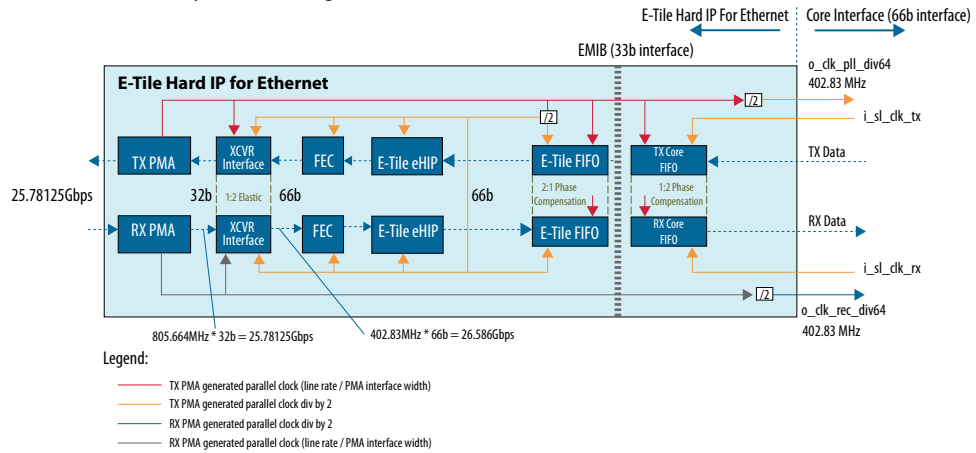 E-Tile Hard IP For Ethernet
Core Interface (66b interface)
EMIB (33b interface)
o_clk_pll_div64
402.83 MHz
E-Tile Hard IP for Ethernet
/2
/2
i_sl_clk_tx
TX PMA
XCVR
Interface
FEC
E-Tile eHIP
E-Tile FIFO
TX Core
FIFO
TX Data
25.78125Gbps
32b
1:2 Elastic
66b
66b
2:1 Phase
Compensation
1:2 Phase
Compensation
RX PMA
XCVR
Interface
FEC
E-Tile eHIP
E-Tile FIFO
RX Core
FIFO
RX Data
i_sl_clk_rx
/2
o_clk_rec_div64
402.83 MHz
805.664MHz * 32b = 25.78125Gbps
402.83MHz * 66b = 26.586Gbps
Legend:
TX PMA generated parallel clock (line rate / PMA interface width)
TX PMA generated parallel clock div by 2
RX PMA generated parallel clock div by 2
RX PMA generated parallel clock (line rate / PMA interface width)